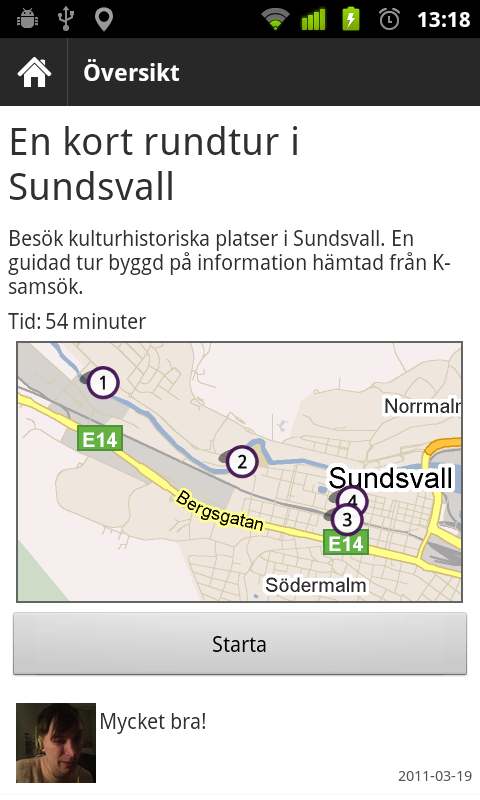 13:18
Översikt
En kort rundtur i
Sundsvall
Besök kulturhistoriska platser i Sundsvall. En
guidad tur byggd på information hämtad från K-
samsök.
Tid: 54 minuter
1
Norrmalm
E14
2
Sundsvall
4
Bergsgatan
3
E14
Södermalm
Starta
Mycket bra!
2011-03-19